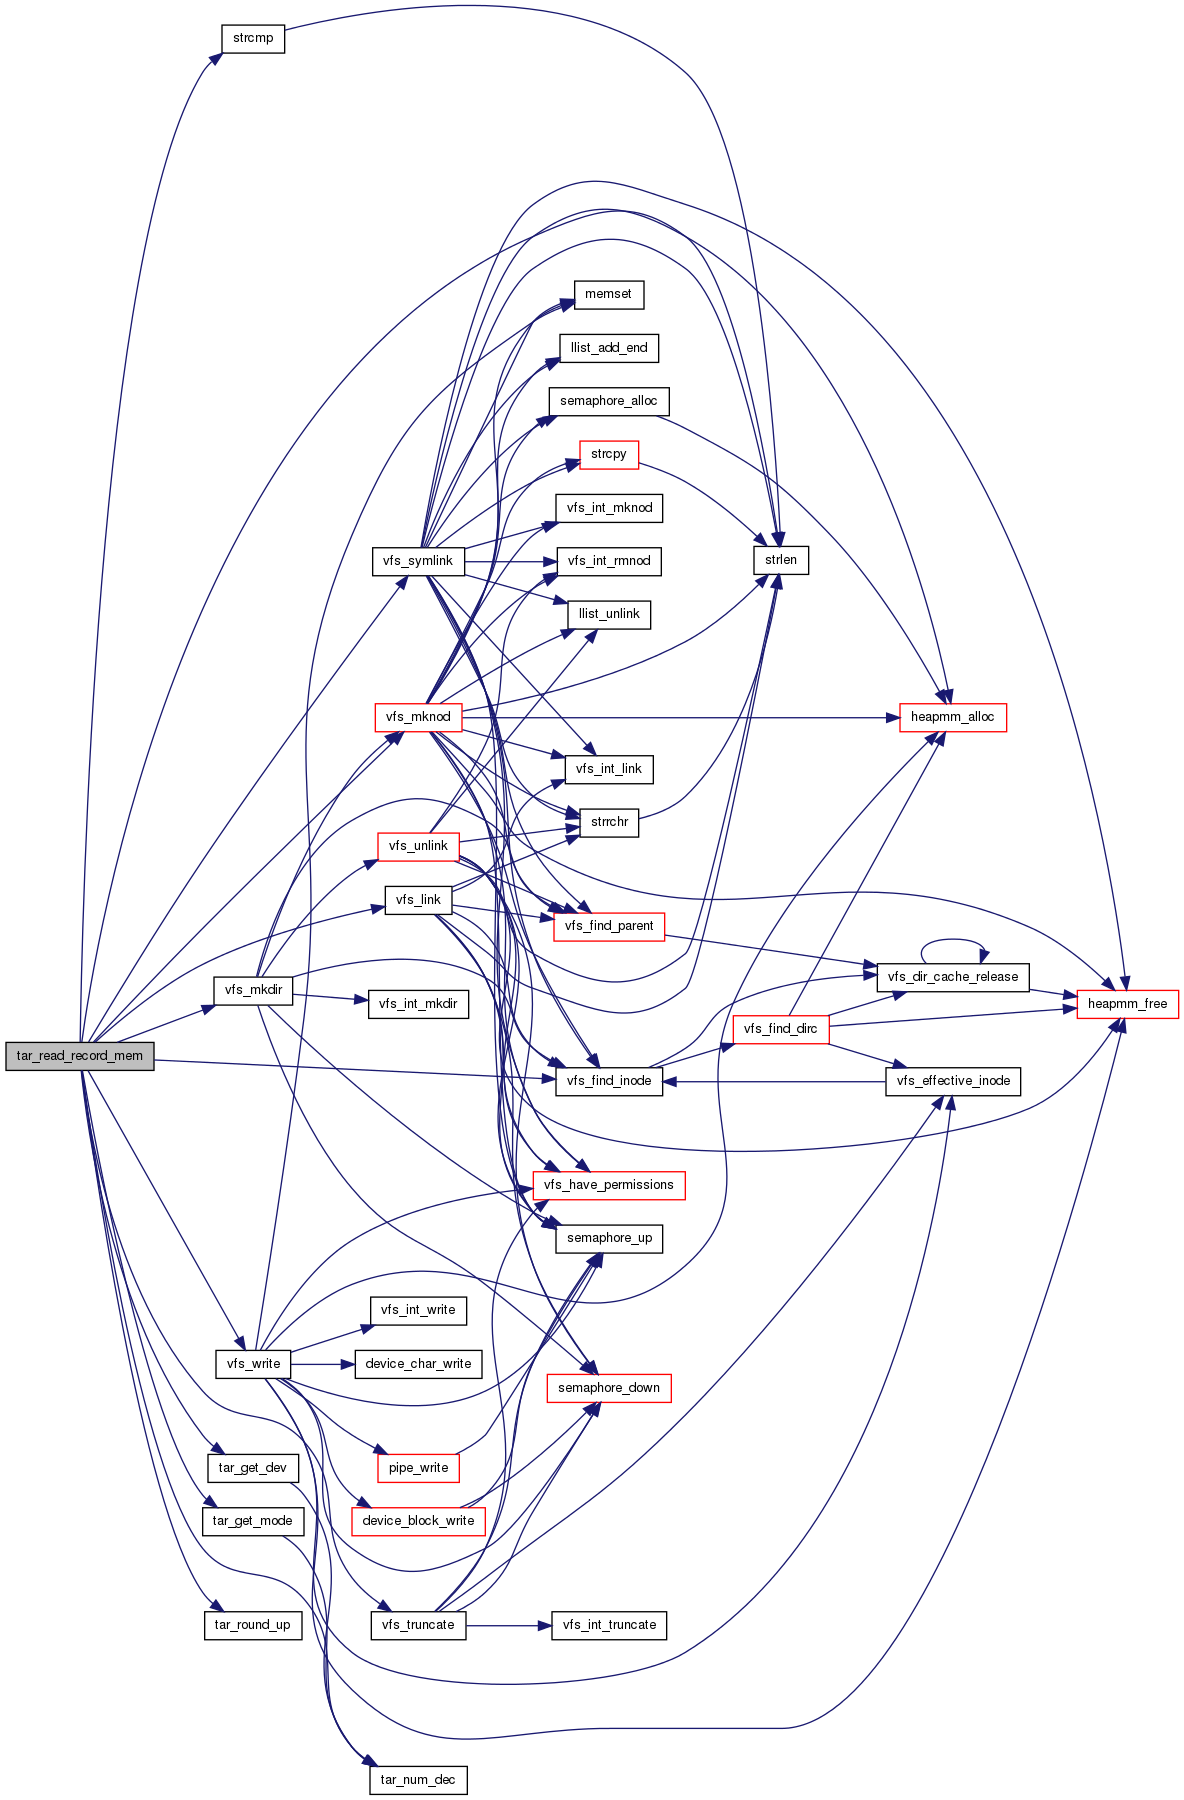 strcmp
memset
llist_add_end
semaphore_alloc
strcpy
vfs_int_mknod
vfs_symlink
vfs_int_rmnod
strlen
llist_unlink
vfs_mknod
heapmm_alloc
vfs_int_link
strrchr
vfs_unlink
vfs_link
vfs_find_parent
vfs_dir_cache_release
vfs_mkdir
vfs_int_mkdir
heapmm_free
vfs_find_dirc
tar_read_record_mem
vfs_find_inode
vfs_effective_inode
vfs_have_permissions
semaphore_up
vfs_int_write
vfs_write
device_char_write
semaphore_down
tar_get_dev
pipe_write
tar_get_mode
device_block_write
tar_round_up
vfs_truncate
vfs_int_truncate
tar_num_dec